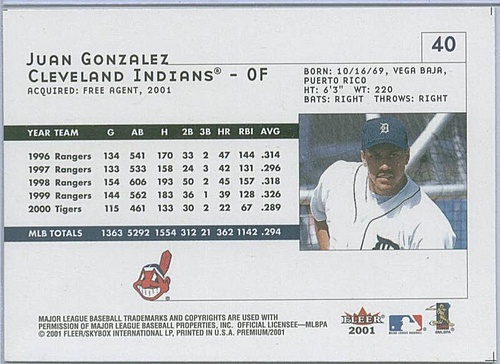 40
JUAN GONZALEZ
CLEVELAND INDIANS® - OF
ACQUIRED: FREE AGENT, 2001
BORN: 10/16/69, VEGA BAJA,
PUERTO RICO
HT: 6'3" WT: 220
BATS: RIGHT THROWS: RIGHT
YEAR TEAM G AB H 2B 3B HR RBI AVG
1996 Rangers 134 541 170 33 2 47 144 .314
1997 Rangers 133 533 158 24 3 42 131 .296
1998 Rangers 154 606 193 50 2 45 157 .318
1999 Rangers 144 562 183 36 1 39 128 .326
2000 Tigers 115 461 133 30 2 22 67 .289
MLB TOTALS 1363 5292 1554 312 21 362 1142 .294
D
MAJOR LEAGUE BASEBALL TRADEMARKS AND COPYRIGHTS ARE USED WITH
PERMISSION OF MAJOR LEAGUE BASEBALL PROPERTIES, INC. OFFICIAL LICENSEE—MLBPA
© 2001 FLEER/SKYBOX INTERNATIONAL LP, PRINTED IN U.S.A. PREMIUM/2001
FLEER
2001